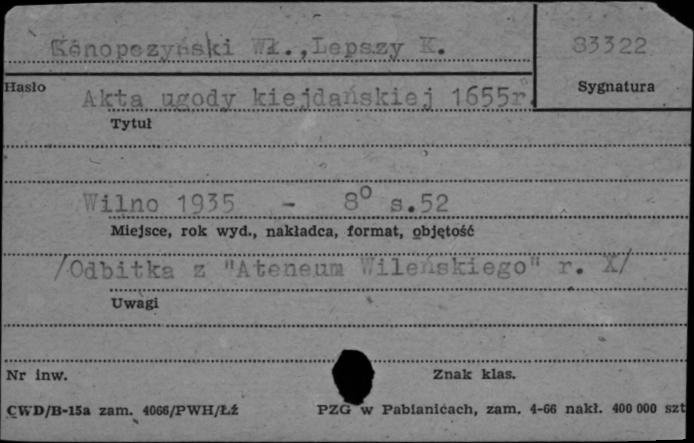 Konopczyński Wł.,Lepszy K.
83322
Hasło
Sygnatura
Akta ugody kiejdańskiej 1655r.
Tytuł
Wilno 1935 - 8° s.52
Miejsce, rok wyd., nakładca, format, objętość
/Odbitka z "Ateneum Wileńskiego" r. X/
Uwagi
Nr inw.
Znak klas.
CWD/B-15a zam. 4066/PWH/Łź
PZG w Pabianicach, zam. 4-66 nakł. 400 000 szt